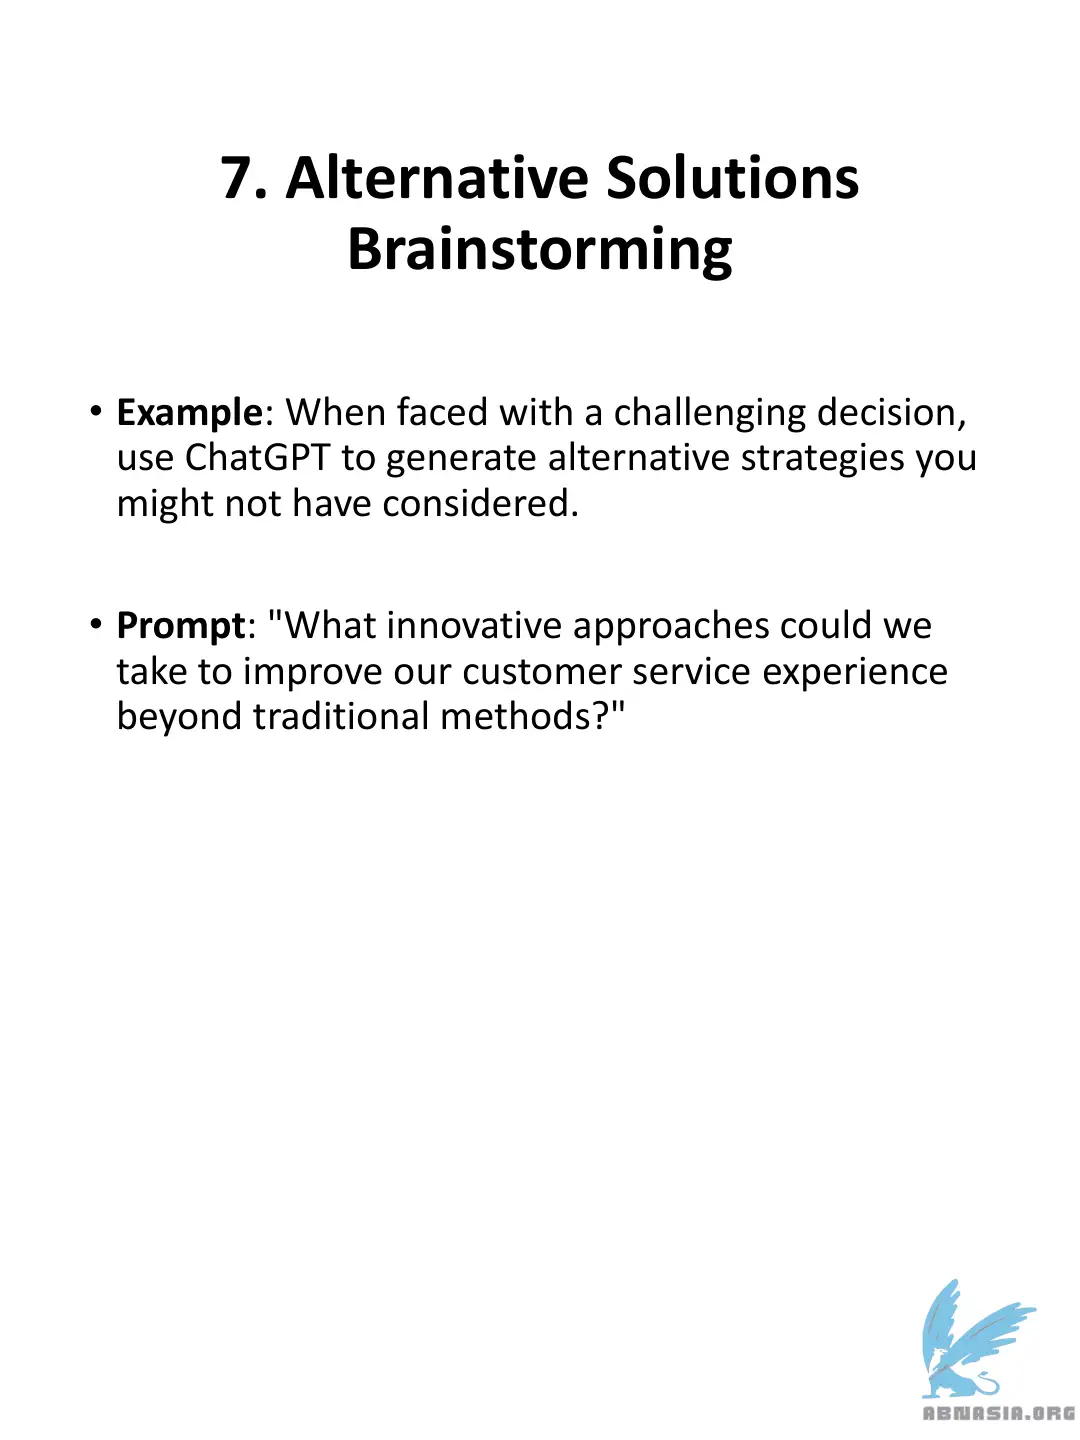 7. Alternative Solutions
Brainstorming
• Example: When faced with a challenging decision,
use ChatGPT to generate alternative strategies you
might not have considered.
• Prompt: "What innovative approaches could we
take to improve our customer service experience
beyond traditional methods?"
ABNASIA.ORG